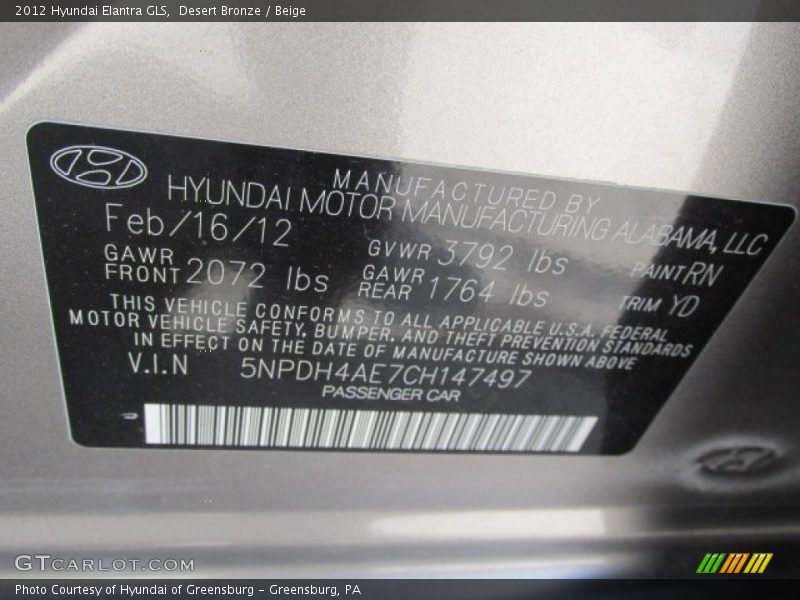 2012 Hyundai Elantra GLS,  Desert Bronze / Beige
MANUFACTURED BY
HYUNDAI MOTOR MANUFACTURING ALABAMA, LLC
Feb/16/12
GVWR 3792 lbs
PAINT RN
GAWR FRONT 2072 lbs
GAWR REAR 1764 lbs
TRIM YD
THIS VEHICLE CONFORMS TO ALL APPLICABLE U.S.A. FEDERAL
MOTOR VEHICLE SAFETY, BUMPER, AND THEFT PREVENTION STANDARDS
IN EFFECT ON THE DATE OF MANUFACTURE SHOWN ABOVE
V.I.N 5NPDH4AE7CH147497
PASSENGER CAR
GTCARLOT.COM
Photo Courtesy of Hyundai of Greensburg - Greensburg, PA